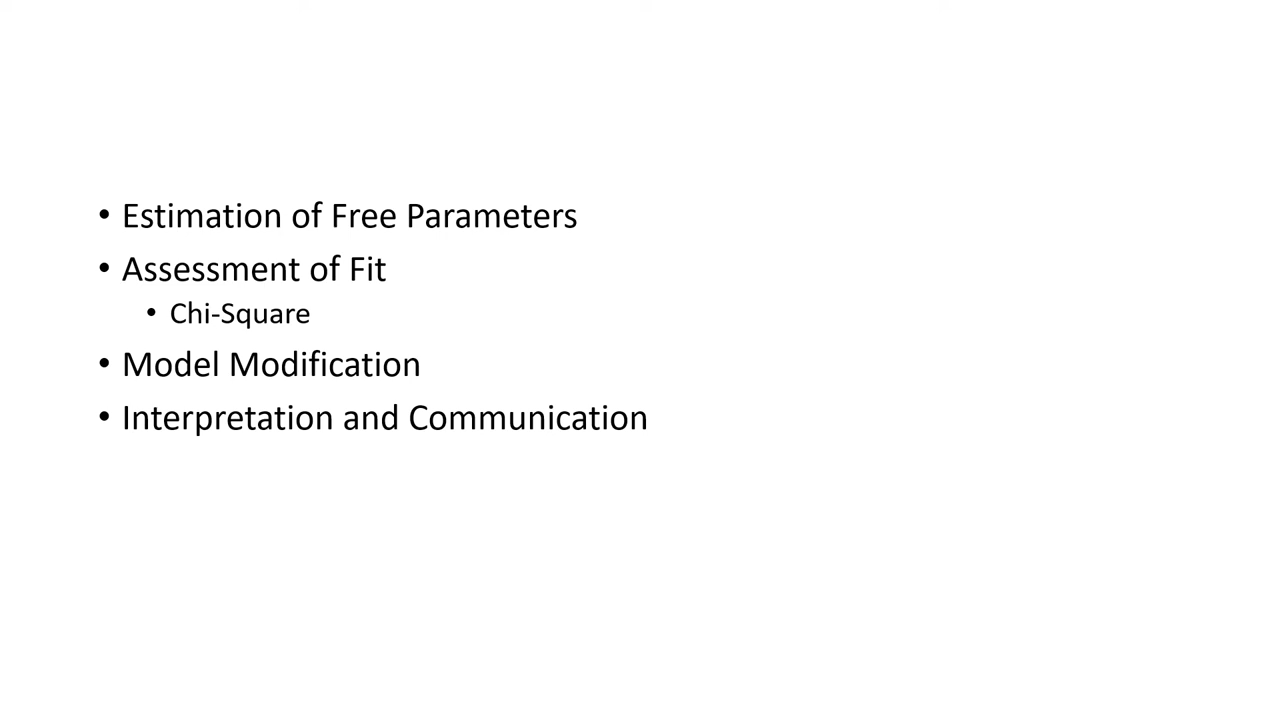 • Estimation of Free Parameters
• Assessment of Fit
• Chi-Square
• Model Modification
• Interpretation and Communication